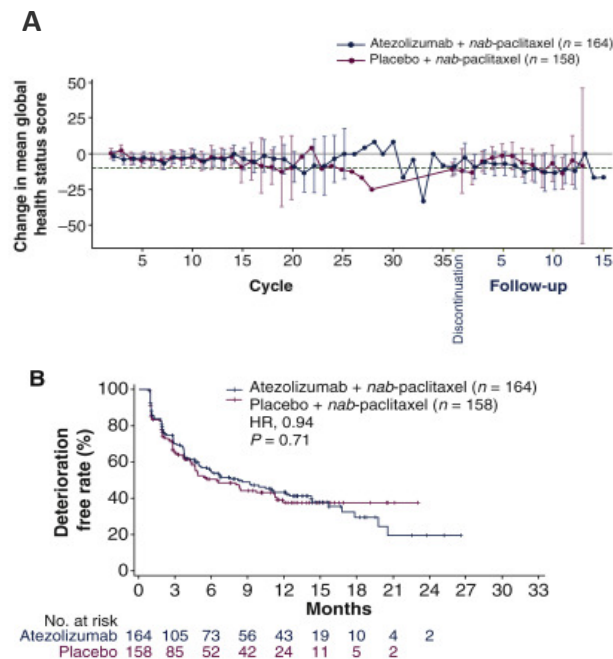 A
Atezolizumab + nab-paclitaxel (n = 164)
Placebo + nab-paclitaxel (n = 158)
Change in mean global
health status score
50
25
0
−25
−50
5 10 15 20 25 30 35 5 10 15
Cycle
Discontinuation
Follow-up
B
Atezolizumab + nab-paclitaxel (n = 164)
Placebo + nab-paclitaxel (n = 158)
HR, 0.94
P = 0.71
Deterioration
free rate (%)
100
80
60
40
20
0
0 3 6 9 12 15 18 21 24 27 30 33
Months
No. at risk
Atezolizumab 164 105 73 56 43 19 10 4 2
Placebo 158 85 52 42 24 11 5 2